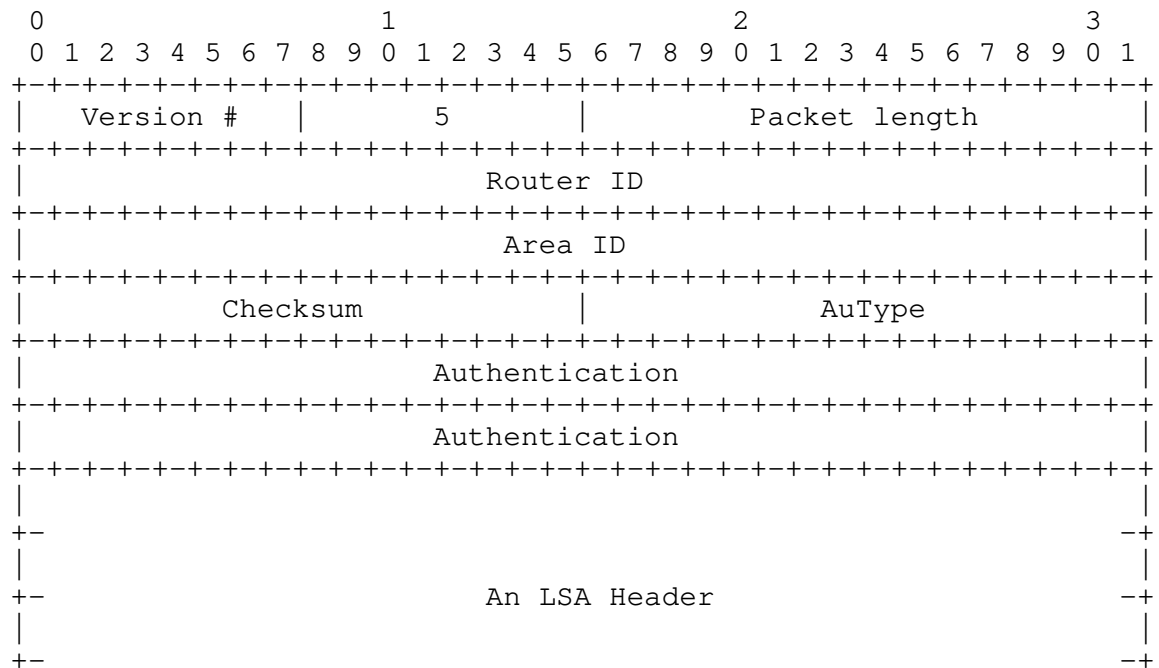 0                   1                   2                   3
 0 1 2 3 4 5 6 7 8 9 0 1 2 3 4 5 6 7 8 9 0 1 2 3 4 5 6 7 8 9 0 1
+-+-+-+-+-+-+-+-+-+-+-+-+-+-+-+-+-+-+-+-+-+-+-+-+-+-+-+-+-+-+-+-+
|   Version #   |       5       |         Packet length         |
+-+-+-+-+-+-+-+-+-+-+-+-+-+-+-+-+-+-+-+-+-+-+-+-+-+-+-+-+-+-+-+-+
|                          Router ID                            |
+-+-+-+-+-+-+-+-+-+-+-+-+-+-+-+-+-+-+-+-+-+-+-+-+-+-+-+-+-+-+-+-+
|                           Area ID                             |
+-+-+-+-+-+-+-+-+-+-+-+-+-+-+-+-+-+-+-+-+-+-+-+-+-+-+-+-+-+-+-+-+
|           Checksum            |             AuType            |
+-+-+-+-+-+-+-+-+-+-+-+-+-+-+-+-+-+-+-+-+-+-+-+-+-+-+-+-+-+-+-+-+
|                       Authentication                          |
+-+-+-+-+-+-+-+-+-+-+-+-+-+-+-+-+-+-+-+-+-+-+-+-+-+-+-+-+-+-+-+-+
|                       Authentication                          |
+-+-+-+-+-+-+-+-+-+-+-+-+-+-+-+-+-+-+-+-+-+-+-+-+-+-+-+-+-+-+-+-+
|                                                               |
+-                                                             -+
|                                                               |
+-                         An LSA Header                       -+
|                                                               |
+-                                                             -+